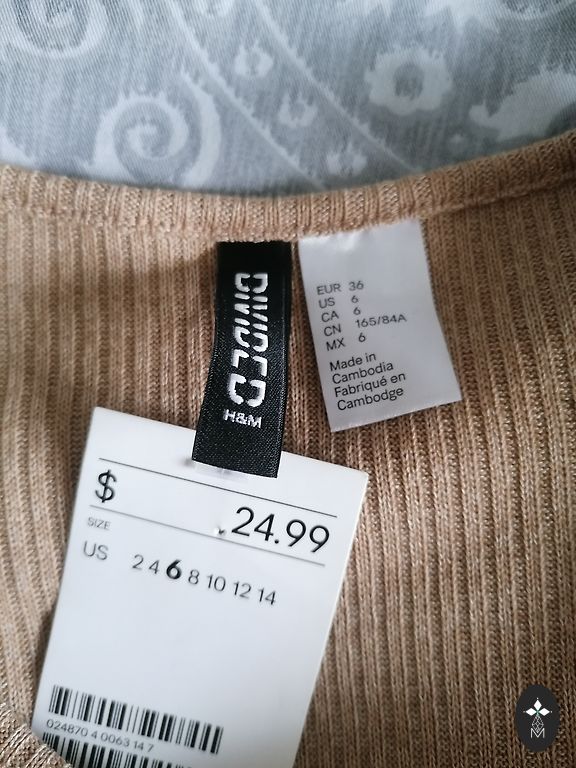 DIVIDED
H&M
EUR 36
US 6
CA 6
CN 165/84A
MX 6
Made in
Cambodia
Fabriqué en
Cambodge
$ 24.99
SIZE
US 2 4 6 8 10 12 14
024870 4 0063 14 7
M